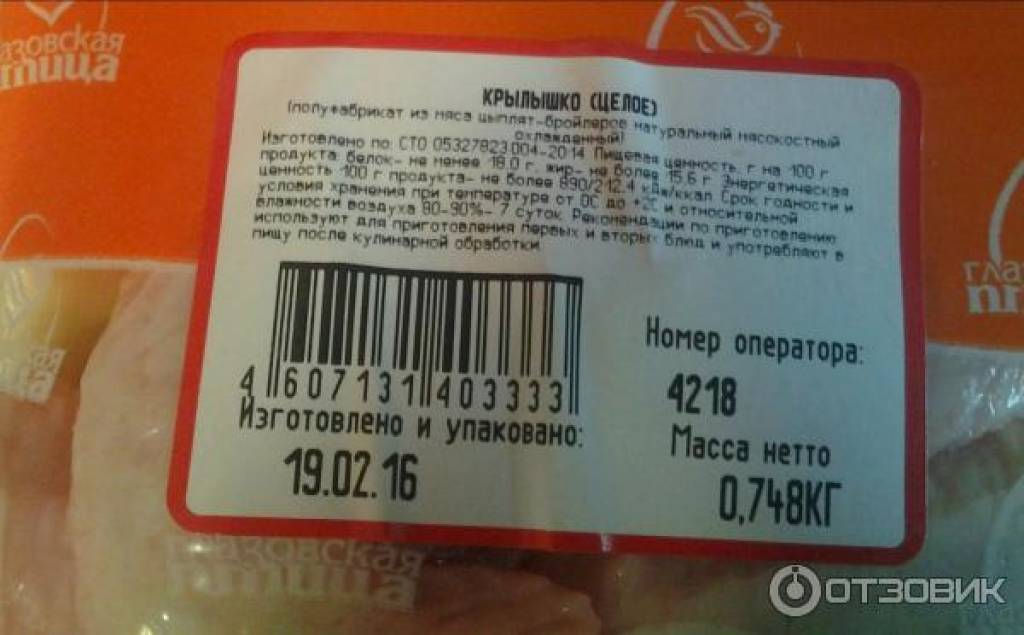 азовская
птица
КРЫЛЫШКО (ЦЕЛОЕ)
(полуфабрикат из мяса цыплят-бройлеров натуральный мясокостный
охлажденный)
Изготовлено по СТО 05327823.004-2014 Пищевая ценность, г на 100 г
продукта: белок- не менее 18.0 г, жир- не более 15,6 г. Энергетическая
ценность 100 г продукта- не более 890/212,4 кДж/ккал Срок годности и
условия хранения при температуре от 0С до +2С и относительной
влажности воздуха 80-90%- 7 суток. Рекомендации по приготовлению:
используют для приготовления первых и вторых блюд и употребляют в
пищу после кулинарной обработки
4 607131 403333
Изготовлено и упаковано:
19.02.16
Номер оператора:
4218
Масса нетто
0,748КГ
гла
пт
глазовская
птица
ОТЗОВИК